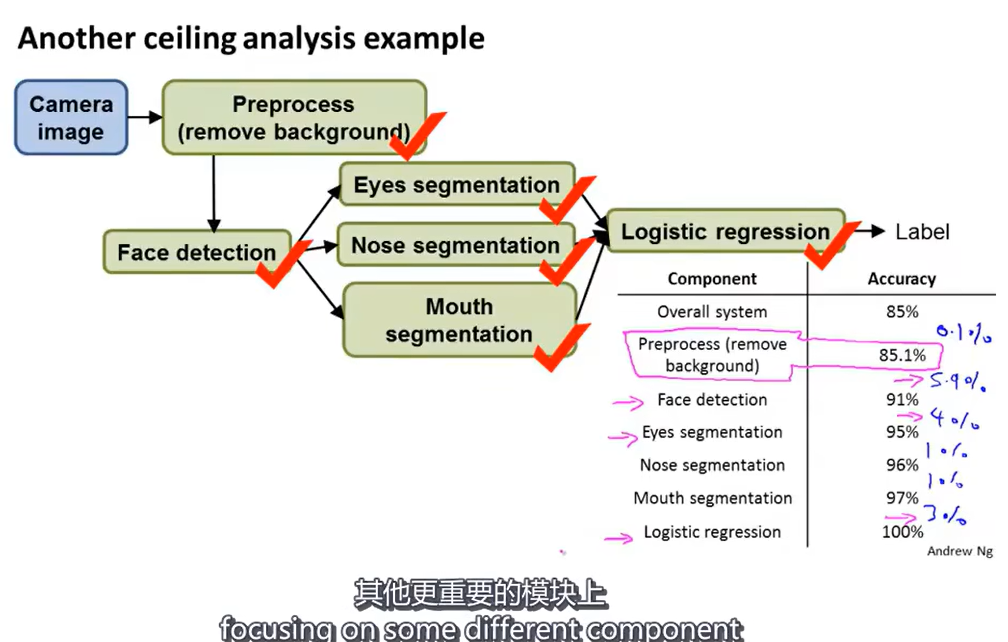 Another ceiling analysis example
Camera
image
Preprocess
(remove background)
Eyes segmentation
Face detection
Nose segmentation
Mouth
segmentation
Logistic regression
Label
Component Accuracy
Overall system 85%
0.1%
Preprocess (remove
background) 85.1%
5.9%
Face detection 91%
4%
Eyes segmentation 95%
1%
Nose segmentation 96%
1%
Mouth segmentation 97%
3%
Logistic regression 100%
Andrew Ng
其他更重要的模块上
focusing on some different component